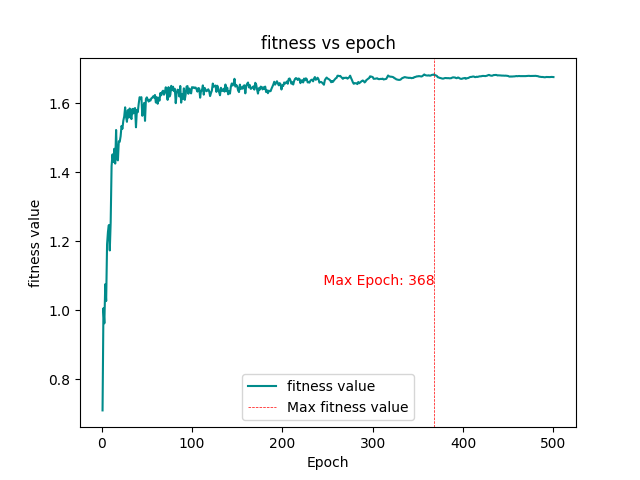 fitness vs epoch
fitness value
1.6
1.4
1.2
1.0
0.8
Max Epoch: 368
fitness value
Max fitness value
0
100
200
300
400
500
Epoch